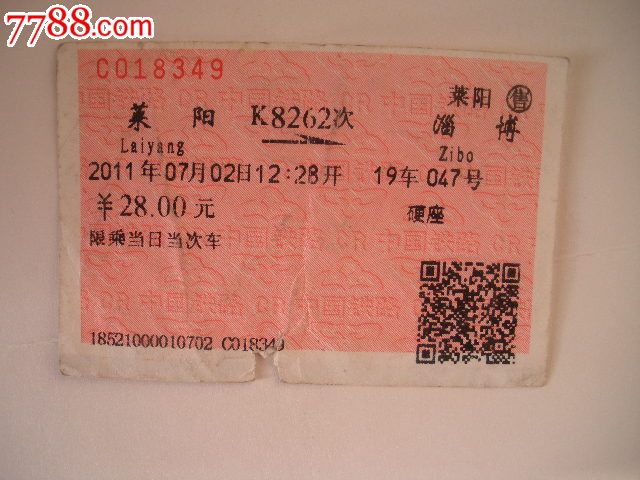 7788.com
C018349
莱阳 售
莱 阳 K8262次 淄 博
Laiyang Zibo
2011年07月02日12:28开 19车 047号
¥28.00元 硬座
限乘当日当次车
18521000010702 C018349